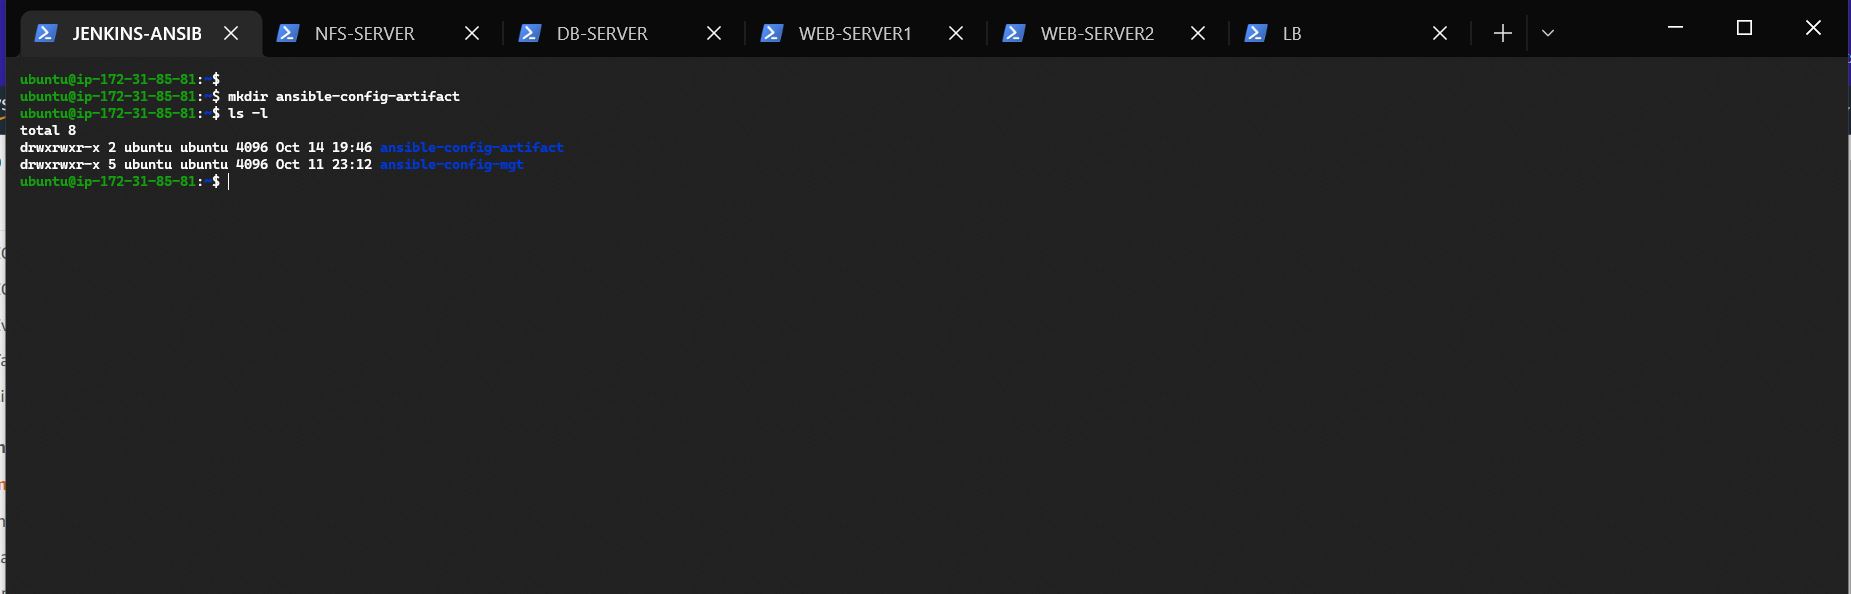 JENKINS-ANSIB NFS-SERVER DB-SERVER WEB-SERVER1 WEB-SERVER2 LB
ubuntu@ip-172-31-85-81:~$
ubuntu@ip-172-31-85-81:~$ mkdir ansible-config-artifact
ubuntu@ip-172-31-85-81:~$ ls -l
total 8
drwxrwxr-x 2 ubuntu ubuntu 4096 Oct 14 19:46 ansible-config-artifact
drwxrwxr-x 5 ubuntu ubuntu 4096 Oct 11 23:12 ansible-config-mgt
ubuntu@ip-172-31-85-81:~$